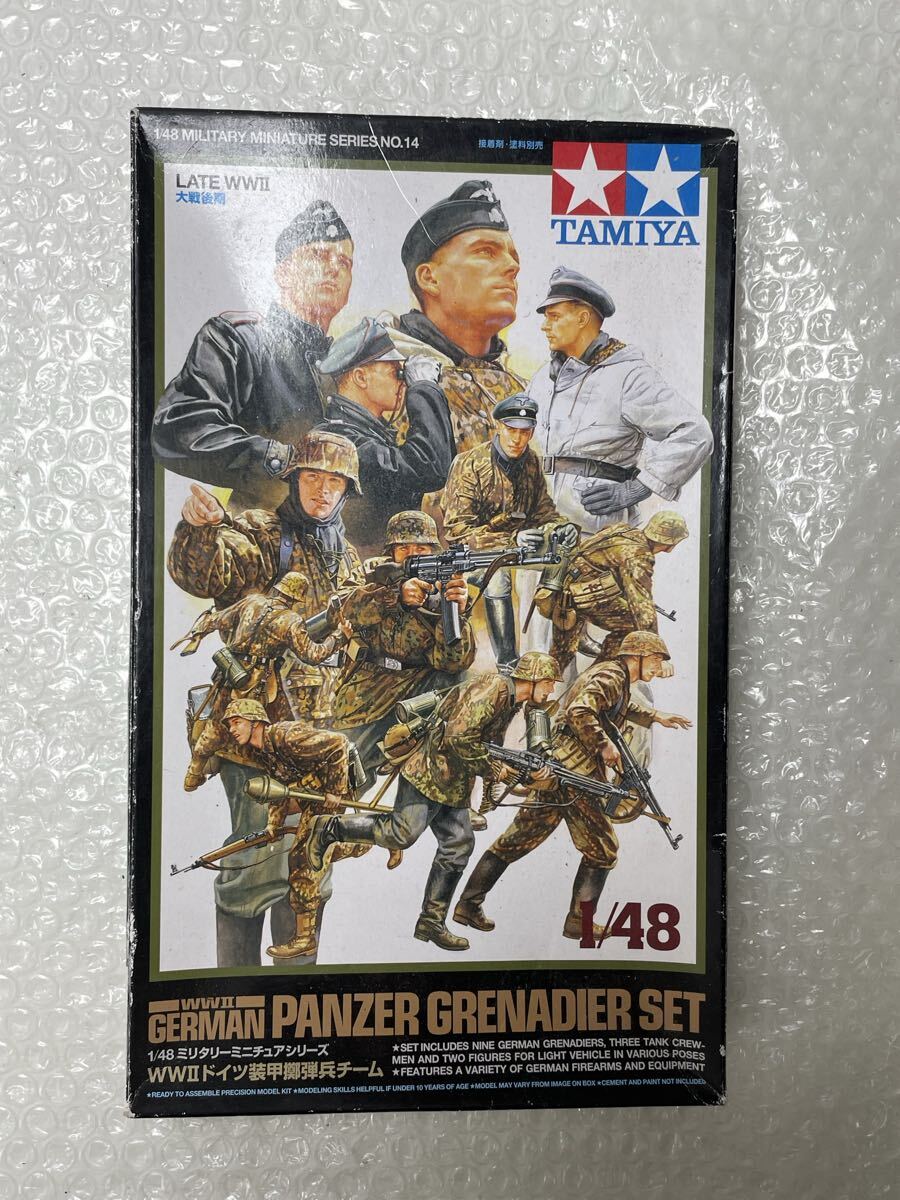 1/48 MILITARY MINIATURE SERIES NO.14
接着剤・塗料別売
LATE WWII
大戦後期
TAMIYA
1/48
WWII
GERMAN PANZER GRENADIER SET
1/48 ミリタリーミニチュアシリーズ
WWIIドイツ装甲擲弾兵チーム
★SET INCLUDES NINE GERMAN GRENADIERS, THREE TANK CREW-
MEN AND TWO FIGURES FOR LIGHT VEHICLE IN VARIOUS POSES
★FEATURES A VARIETY OF GERMAN FIREARMS AND EQUIPMENT
★READY TO ASSEMBLE PRECISION MODEL KIT ★MODELING SKILLS HELPFUL IF UNDER 10 YEARS OF AGE ★MODEL MAY VARY FROM IMAGE ON BOX ★CEMENT AND PAINT NOT INCLUDED